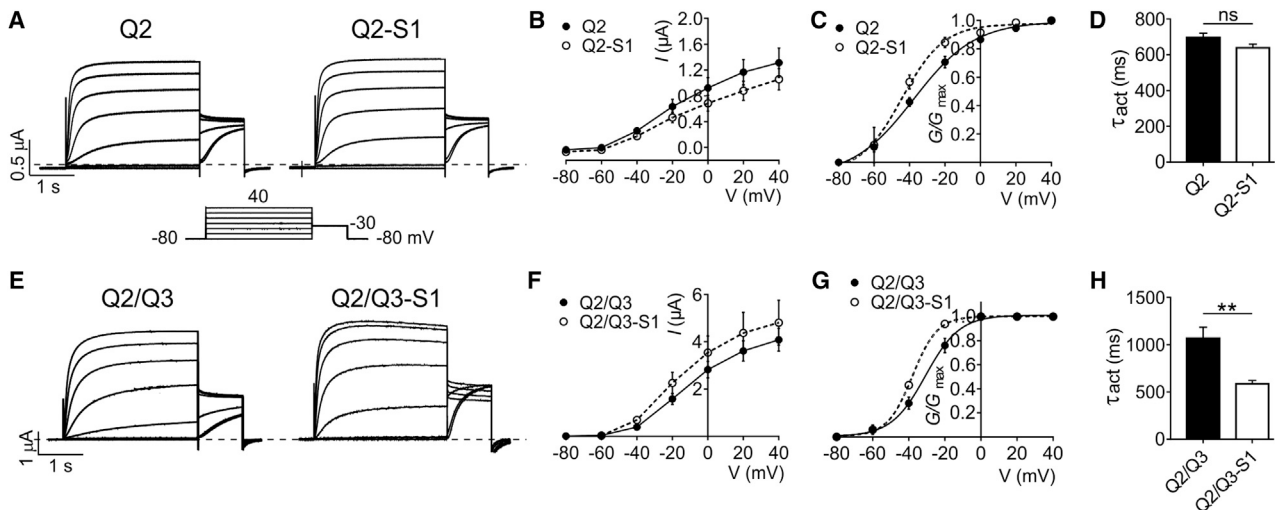 A
Q2
Q2-S1
0.5 µA
1 s
40
-80
-30
-80 mV
B
Q2
Q2-S1
I (µA)
2.0
1.6
1.2
0.8
0.4
0.0
-80 -60 -40 -20 0 20 40
V (mV)
C
Q2
Q2-S1
G/G max
1.0
0.8
0.6
0.4
0.2
-80 -60 -40 -20 0 20 40
V (mV)
D
ns
τact (ms)
800
600
400
200
0
Q2
Q2-S1
E
Q2/Q3
Q2/Q3-S1
1 µA
1 s
F
Q2/Q3
Q2/Q3-S1
I (µA)
6
4
2
-80 -60 -40 -20 0 20 40
V (mV)
G
Q2/Q3
Q2/Q3-S1
G/G max
1.0
0.8
0.6
0.4
0.2
-80 -60 -40 -20 0 20 40
V (mV)
H
**
τact (ms)
1500
1000
500
0
Q2/Q3
Q2/Q3-S1